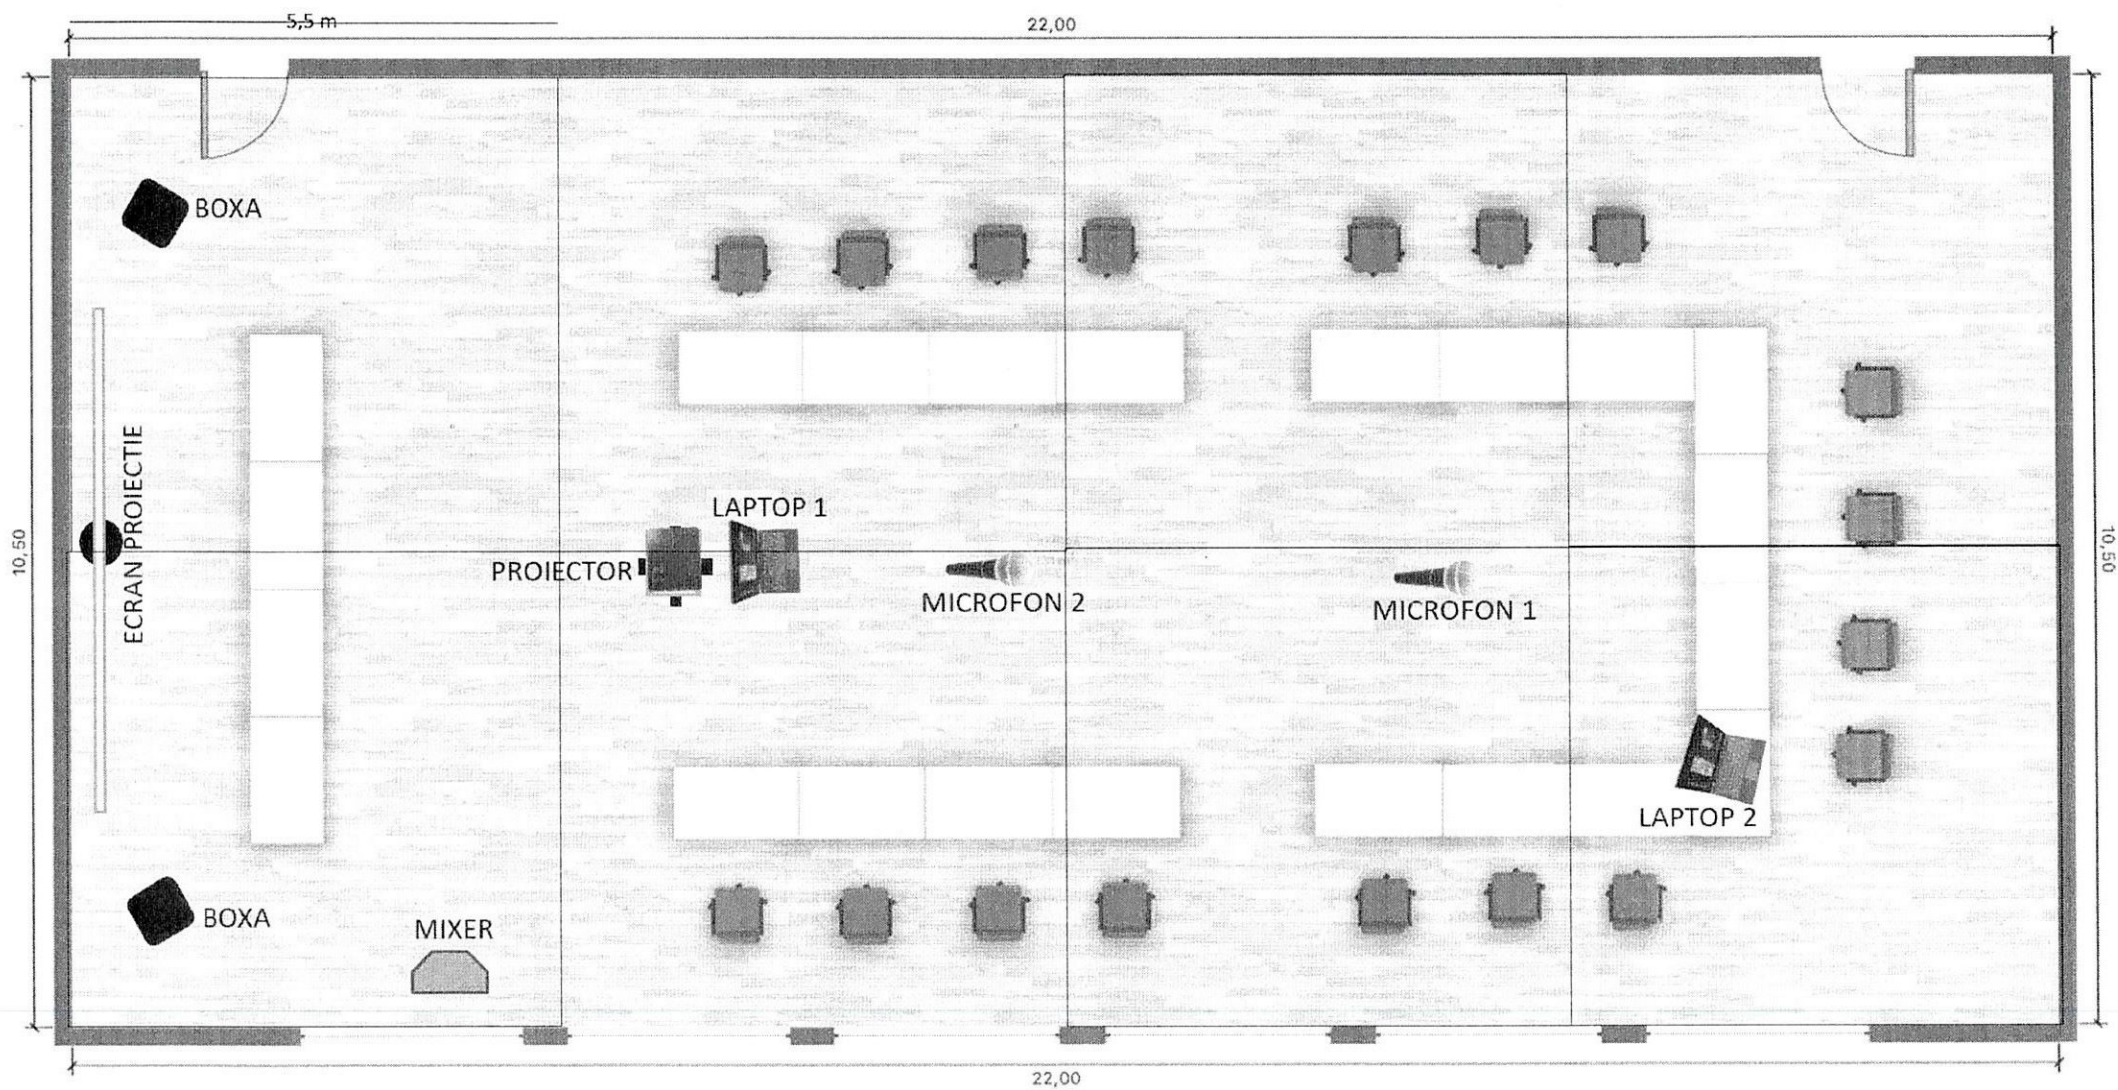 5,5 m
22,00
BOXA
ECRAN PROIECTIE
10,50
10,50
LAPTOP 1
PROIECTOR
MICROFON 2
MICROFON 1
LAPTOP 2
BOXA
MIXER
22,00